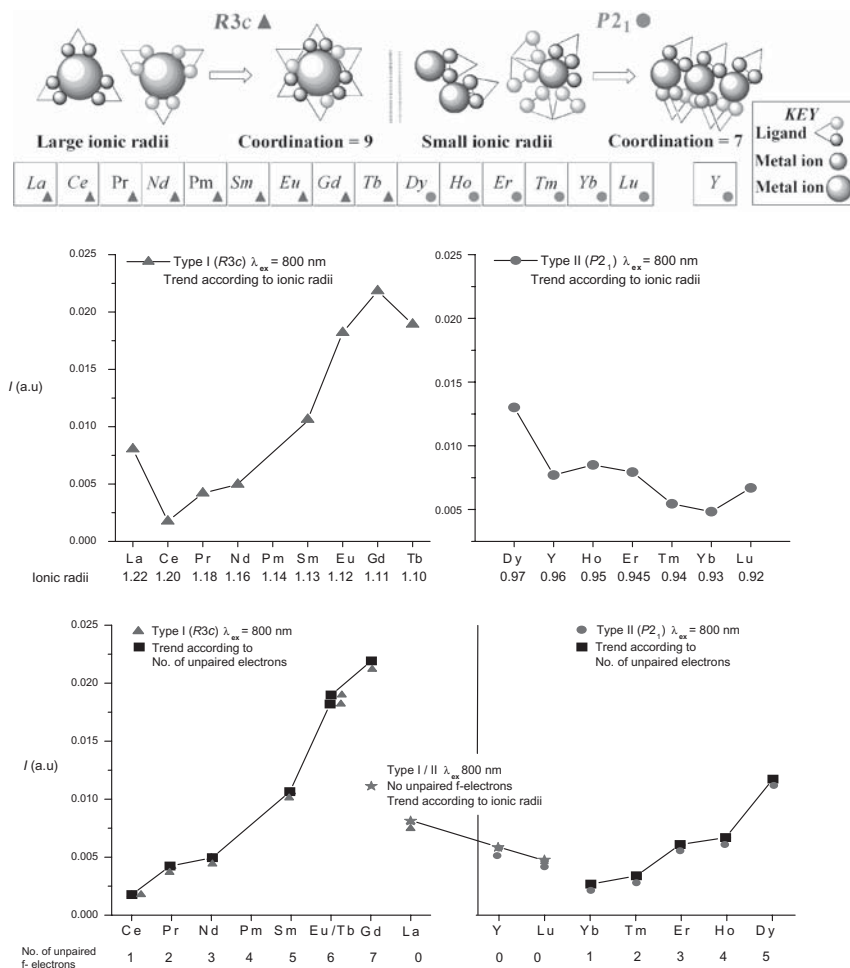 R3c P2₁
Large ionic radii Coordination = 9 Small ionic radii Coordination = 7
KEY
Ligand
Metal ion
Metal ion
La Ce Pr Nd Pm Sm Eu Gd Tb Dy Ho Er Tm Yb Lu Y
Type I (R3c) λex = 800 nm
Trend according to ionic radii
I (a.u)
0.025
0.020
0.015
0.010
0.005
0.000
La Ce Pr Nd Pm Sm Eu Gd Tb
Ionic radii 1.22 1.20 1.18 1.16 1.14 1.13 1.12 1.11 1.10
Type II (P2₁) λex = 800 nm
Trend according to ionic radii
0.025
0.020
0.015
0.010
0.005
Dy Y Ho Er Tm Yb Lu
0.97 0.96 0.95 0.945 0.94 0.93 0.92
Type I (R3c) λex = 800 nm
Trend according to
No. of unpaired electrons
Type II (P2₁) λex = 800 nm
Trend according to
No. of unpaired electrons
Type I / II λex 800 nm
No unpaired f-electrons
Trend according to ionic radii
I (a.u)
0.025
0.020
0.015
0.010
0.005
0.000
Ce Pr Nd Pm Sm Eu/Tb Gd La Y Lu Yb Tm Er Ho Dy
No. of unpaired
f- electrons
1 2 3 4 5 6 7 0 0 0 1 2 3 4 5